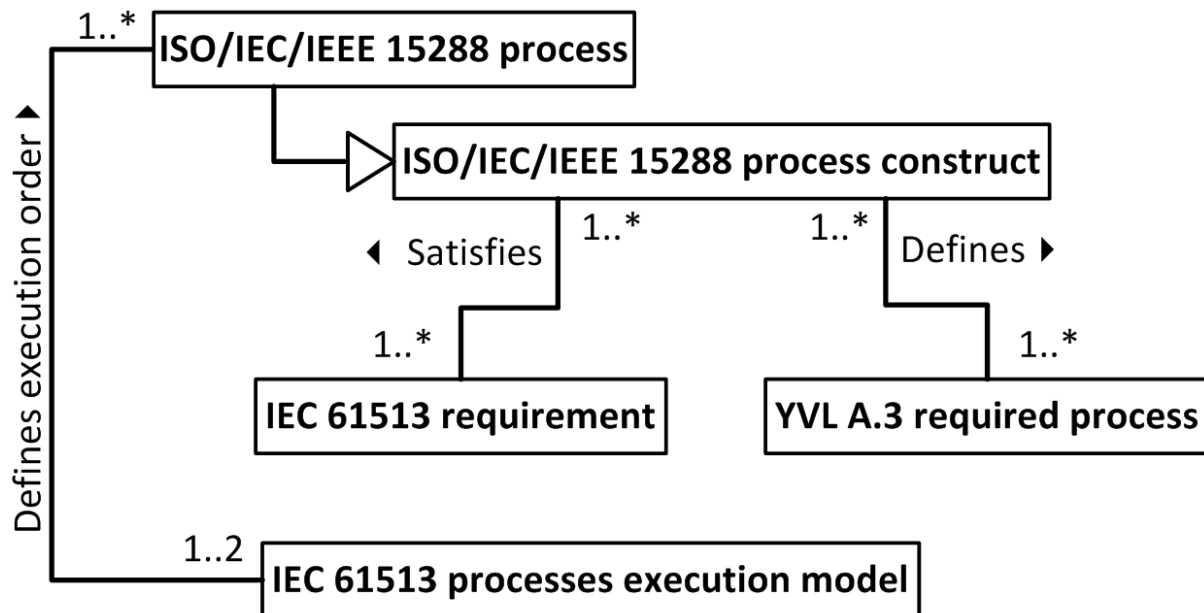 1..*
ISO/IEC/IEEE 15288 process
ISO/IEC/IEEE 15288 process construct
Defines execution order
1..*
1..*
Satisfies
Defines
1..*
1..*
IEC 61513 requirement
YVL A.3 required process
1..2
IEC 61513 processes execution model